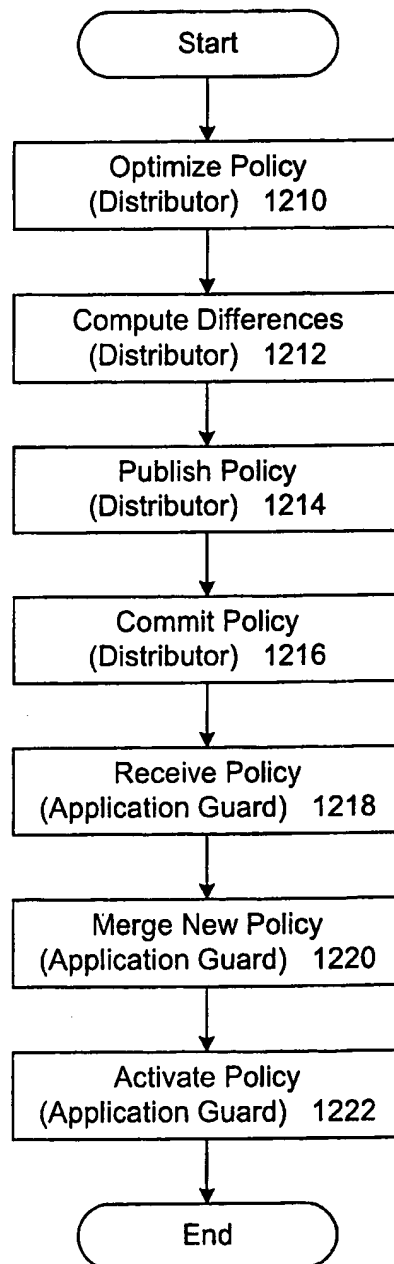 Start
Optimize Policy
(Distributor) 1210
Compute Differences
(Distributor) 1212
Publish Policy
(Distributor) 1214
Commit Policy
(Distributor) 1216
Receive Policy
(Application Guard) 1218
Merge New Policy
(Application Guard) 1220
Activate Policy
(Application Guard) 1222
End